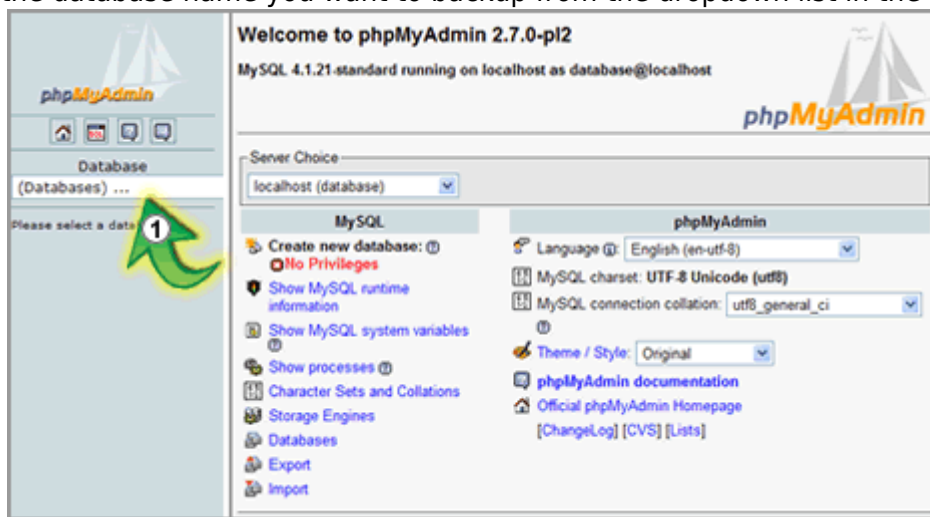 the database name you want to backup from the dropdown list in the
phpMyAdmin
SQL
Database
(Databases) ...
Please select a dat
1
Welcome to phpMyAdmin 2.7.0-pl2
MySQL 4.1.21-standard running on localhost as database@localhost
phpMyAdmin
Server Choice
localhost (database)
MySQL
Create new database:
No Privileges
Show MySQL runtime
information
Show MySQL system variables
Show processes
Character Sets and Collations
Storage Engines
Databases
Export
Import
phpMyAdmin
Language: English (en-utf-8)
MySQL charset: UTF-8 Unicode (utf8)
MySQL connection collation: utf8_general_ci
Theme / Style: Original
phpMyAdmin documentation
Official phpMyAdmin Homepage
[ChangeLog] [CVS] [Lists]